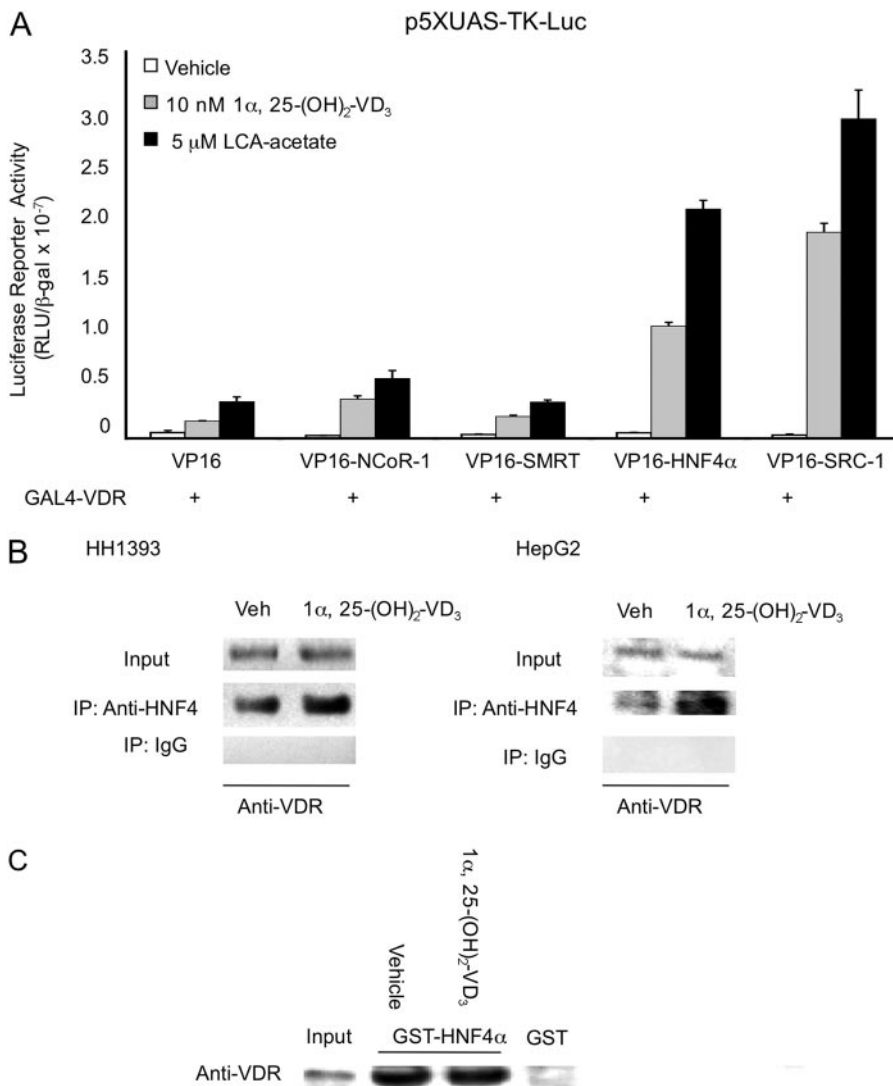 A
p5XUAS-TK-Luc
3.5
3.0
2.5
2.0
1.5
1.0
0.5
0
Luciferase Reporter Activity
(RLU/β-gal x 10⁻⁷)
Vehicle
10 nM 1α, 25-(OH)₂-VD₃
5 μM LCA-acetate
VP16 VP16-NCoR-1 VP16-SMRT VP16-HNF4α VP16-SRC-1
GAL4-VDR + + + + +
B
HH1393 HepG2
Veh 1α, 25-(OH)₂-VD₃ Veh 1α, 25-(OH)₂-VD₃
Input Input
IP: Anti-HNF4 IP: Anti-HNF4
IP: IgG IP: IgG
Anti-VDR Anti-VDR
C
Vehicle
1α, 25-(OH)₂-VD₃
Input GST-HNF4α GST
Anti-VDR